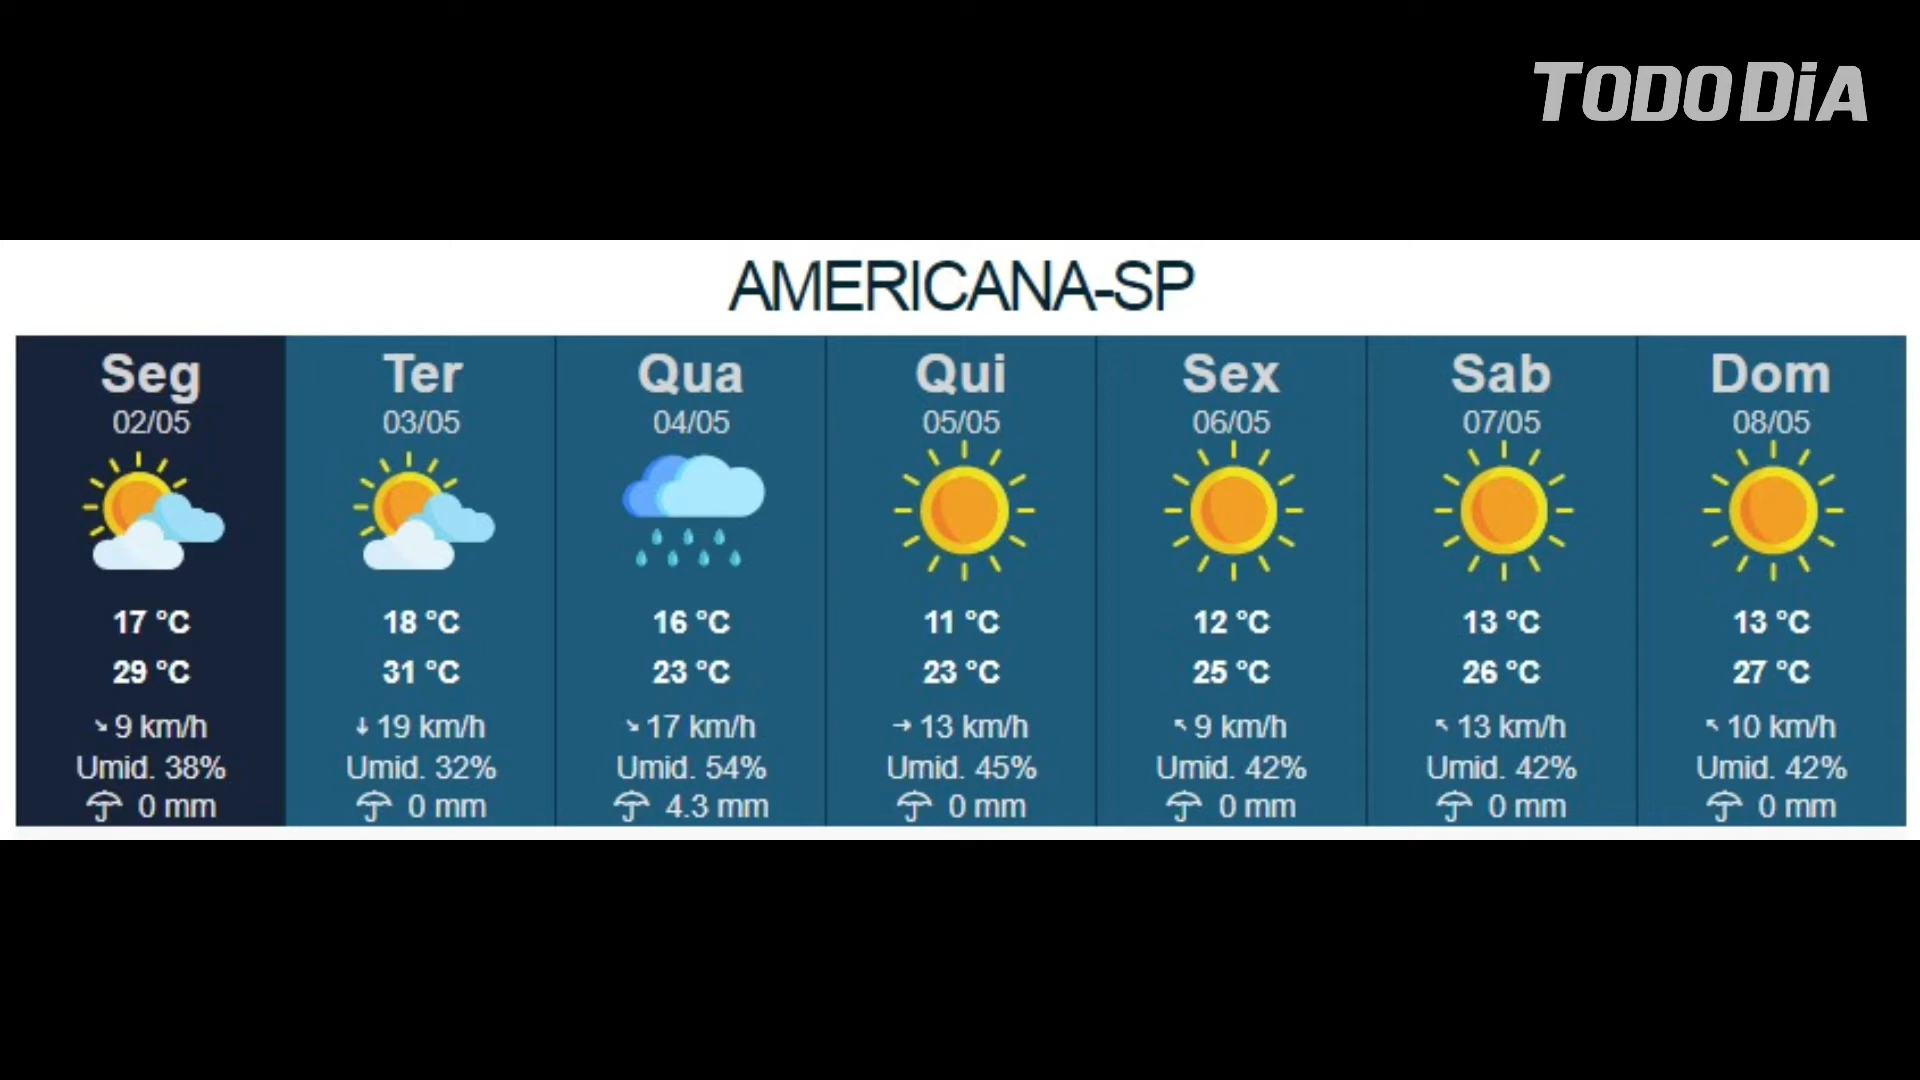 TODODiA
AMERICANA-SP
Seg Ter Qua Qui Sex Sab Dom
02/05 03/05 04/05 05/05 06/05 07/05 08/05
17 °C 18 °C 16 °C 11 °C 12 °C 13 °C 13 °C
29 °C 31 °C 23 °C 23 °C 25 °C 26 °C 27 °C
9 km/h 19 km/h 17 km/h 13 km/h 9 km/h 13 km/h 10 km/h
Umid. 38% Umid. 32% Umid. 54% Umid. 45% Umid. 42% Umid. 42% Umid. 42%
0 mm 0 mm 4.3 mm 0 mm 0 mm 0 mm 0 mm